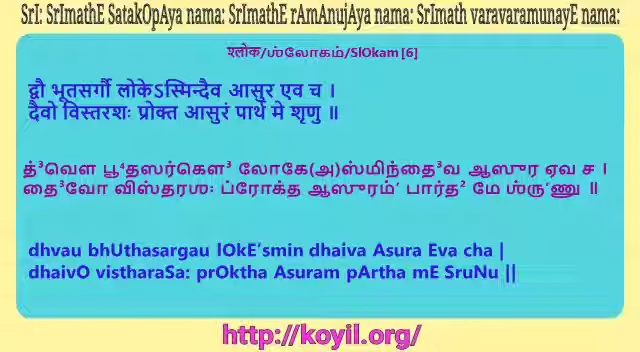 SrI: SrImathE SatakOpAya nama: SrImathE rAmAnujAya nama: SrImath varavaramunayE nama:
श्लोक/ஶ்லோகம்/SlOkam [6]
द्वौ भूतसर्गौ लोकेऽस्मिन्दैव आसुर एव च ।
दैवो विस्तरशः प्रोक्त आसुरं पार्थ मे शृणु ॥
த்³வௌ பூ⁴தஸர்கௌ³ லோகே(அ)ஸ்மிந்தை³வ ஆஸுர ஏவ ச ।
தை³வோ விஸ்தரஶ: ப்ரோக்த ஆஸுரம்ʼ பார்த² மே ஶ்ருʼணு ॥
dhvau bhUthasargau lOkE’smin dhaiva Asura Eva cha |
dhaivO vistharaSa: prOktha Asuram pArtha mE SruNu ||
http://koyil.org/